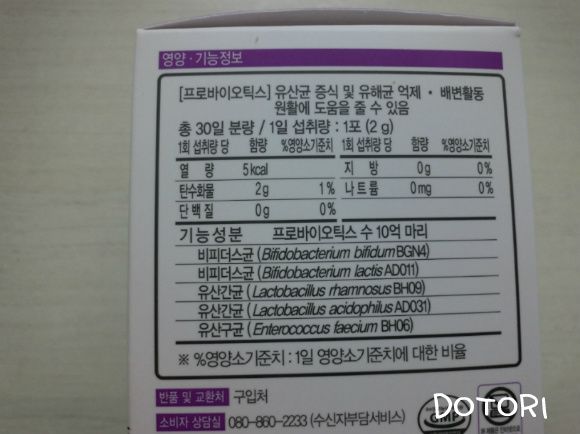 영양·기능정보
[프로바이오틱스] 유산균 증식 및 유해균 억제·배변활동
원활에 도움을 줄 수 있음
총 30일 분량 / 1일 섭취량 : 1포 (2 g)
1회 섭취량 당 함량 %영양소기준치 1회 섭취량 당 함량 %영양소기준치
열 량 5 kcal 지 방 0 g 0%
탄수화물 2 g 1% 나트륨 0 mg 0%
단백질 0 g 0%
기능성분 프로바이오틱스 수 10억 마리
비피더스균 (Bifidobacterium bifidum BGN4)
비피더스균 (Bifidobacterium lactis AD011)
유산간균 (Lactobacillus rhamnosus BH09)
유산간균 (Lactobacillus acidophilus AD031)
유산구균 (Enterococcus faecium BH06)
※ %영양소기준치 : 1일 영양소기준치에 대한 비율
반품 및 교환처 구입처
소비자 상담실 080-860-2233 (수신자부담서비스)
GMP
DOTORI